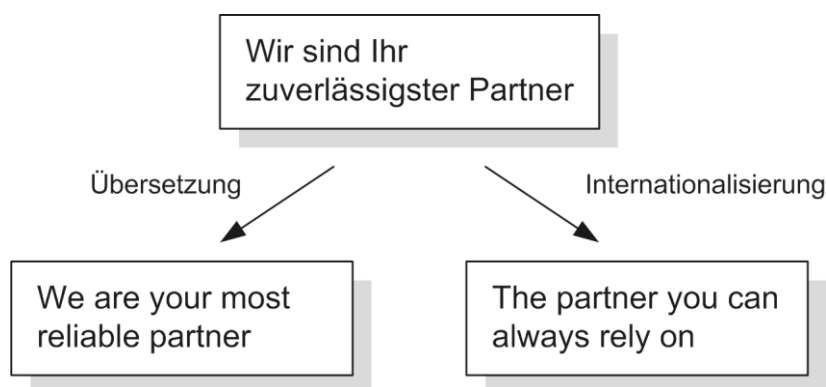 Wir sind Ihr
zuverlässigster Partner
Übersetzung
Internationalisierung
We are your most
reliable partner
The partner you can
always rely on